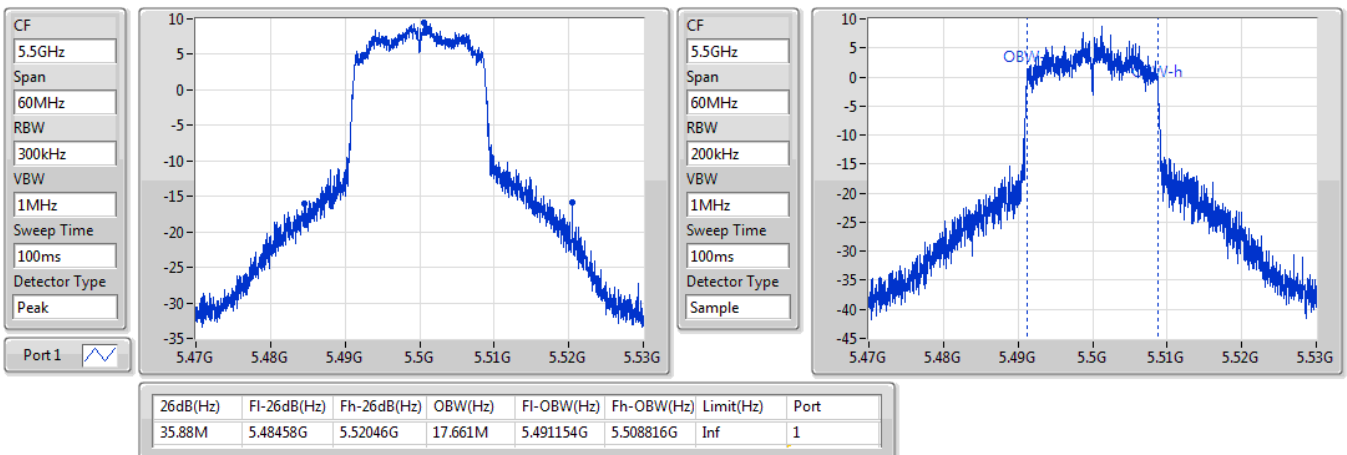 CF
5.5GHz
Span
60MHz
RBW
300kHz
VBW
1MHz
Sweep Time
100ms
Detector Type
Peak
Port 1
10
5
0
-5
-10
-15
-20
-25
-30
-35
5.47G 5.48G 5.49G 5.5G 5.51G 5.52G 5.53G
CF
5.5GHz
Span
60MHz
RBW
200kHz
VBW
1MHz
Sweep Time
100ms
Detector Type
Sample
10
5
0
-5
-10
-15
-20
-25
-30
-35
-40
-45
OBW
W-h
5.47G 5.48G 5.49G 5.5G 5.51G 5.52G 5.53G
26dB(Hz) Fl-26dB(Hz) Fh-26dB(Hz) OBW(Hz) Fl-OBW(Hz) Fh-OBW(Hz) Limit(Hz) Port
35.88M 5.48458G 5.52046G 17.661M 5.491154G 5.508816G Inf 1